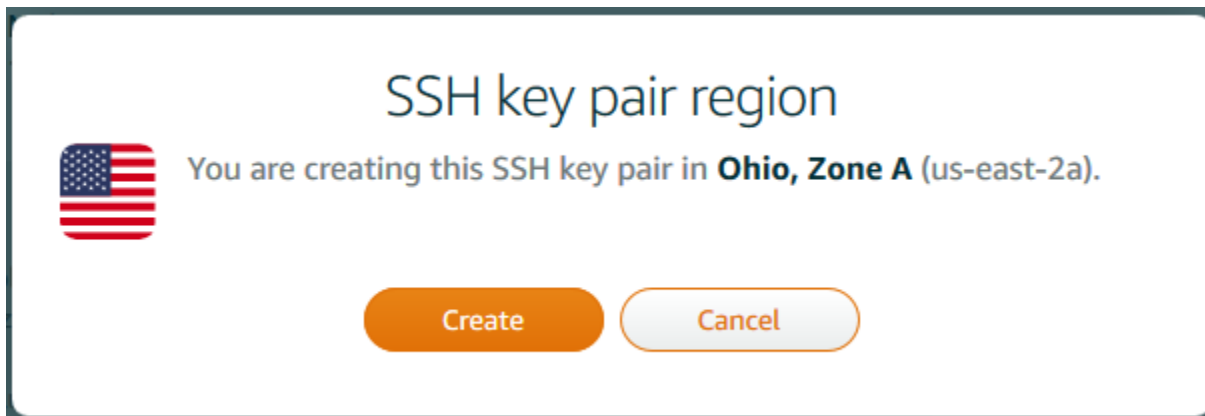 SSH key pair region
You are creating this SSH key pair in Ohio, Zone A (us-east-2a).
Create
Cancel